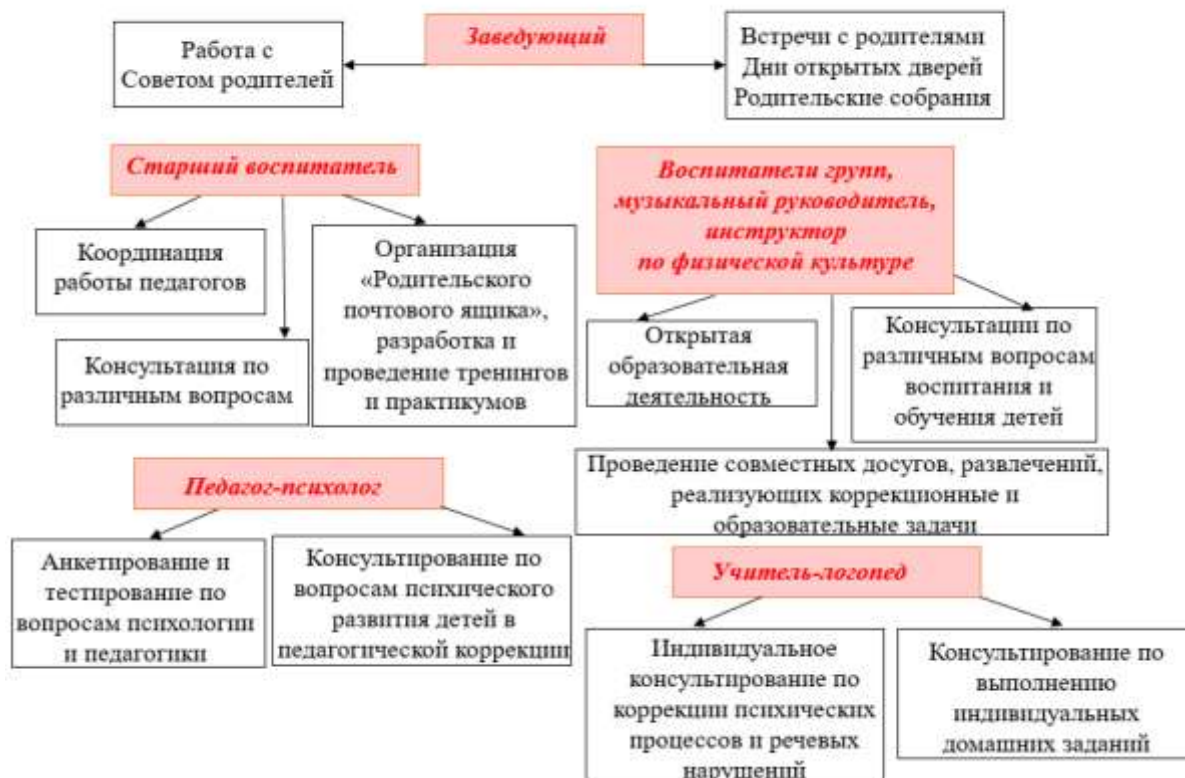 Заведующий
Работа с
Советом родителей
Встречи с родителями
Дни открытых дверей
Родительские собрания
Старший воспитатель
Координация
работы педагогов
Консультация по
различным вопросам
Организация
«Родительского
почтового ящика»,
разработка и
проведение тренингов
и практикумов
Воспитатели групп,
музыкальный руководитель,
инструктор
по физической культуре
Открытая
образовательная
деятельность
Консультации по
различным вопросам
воспитания и
обучения детей
Проведение совместных досугов, развлечений,
реализующих коррекционные и
образовательные задачи
Педагог-психолог
Анкетирование и
тестирование по
вопросам психологии
и педагогики
Консультирование по
вопросам психического
развития детей в
педагогической коррекции
Учитель-логопед
Индивидуальное
консультирование по
коррекции психических
процессов и речевых
нарушений
Консультирование по
выполнению
индивидуальных
домашних заданий